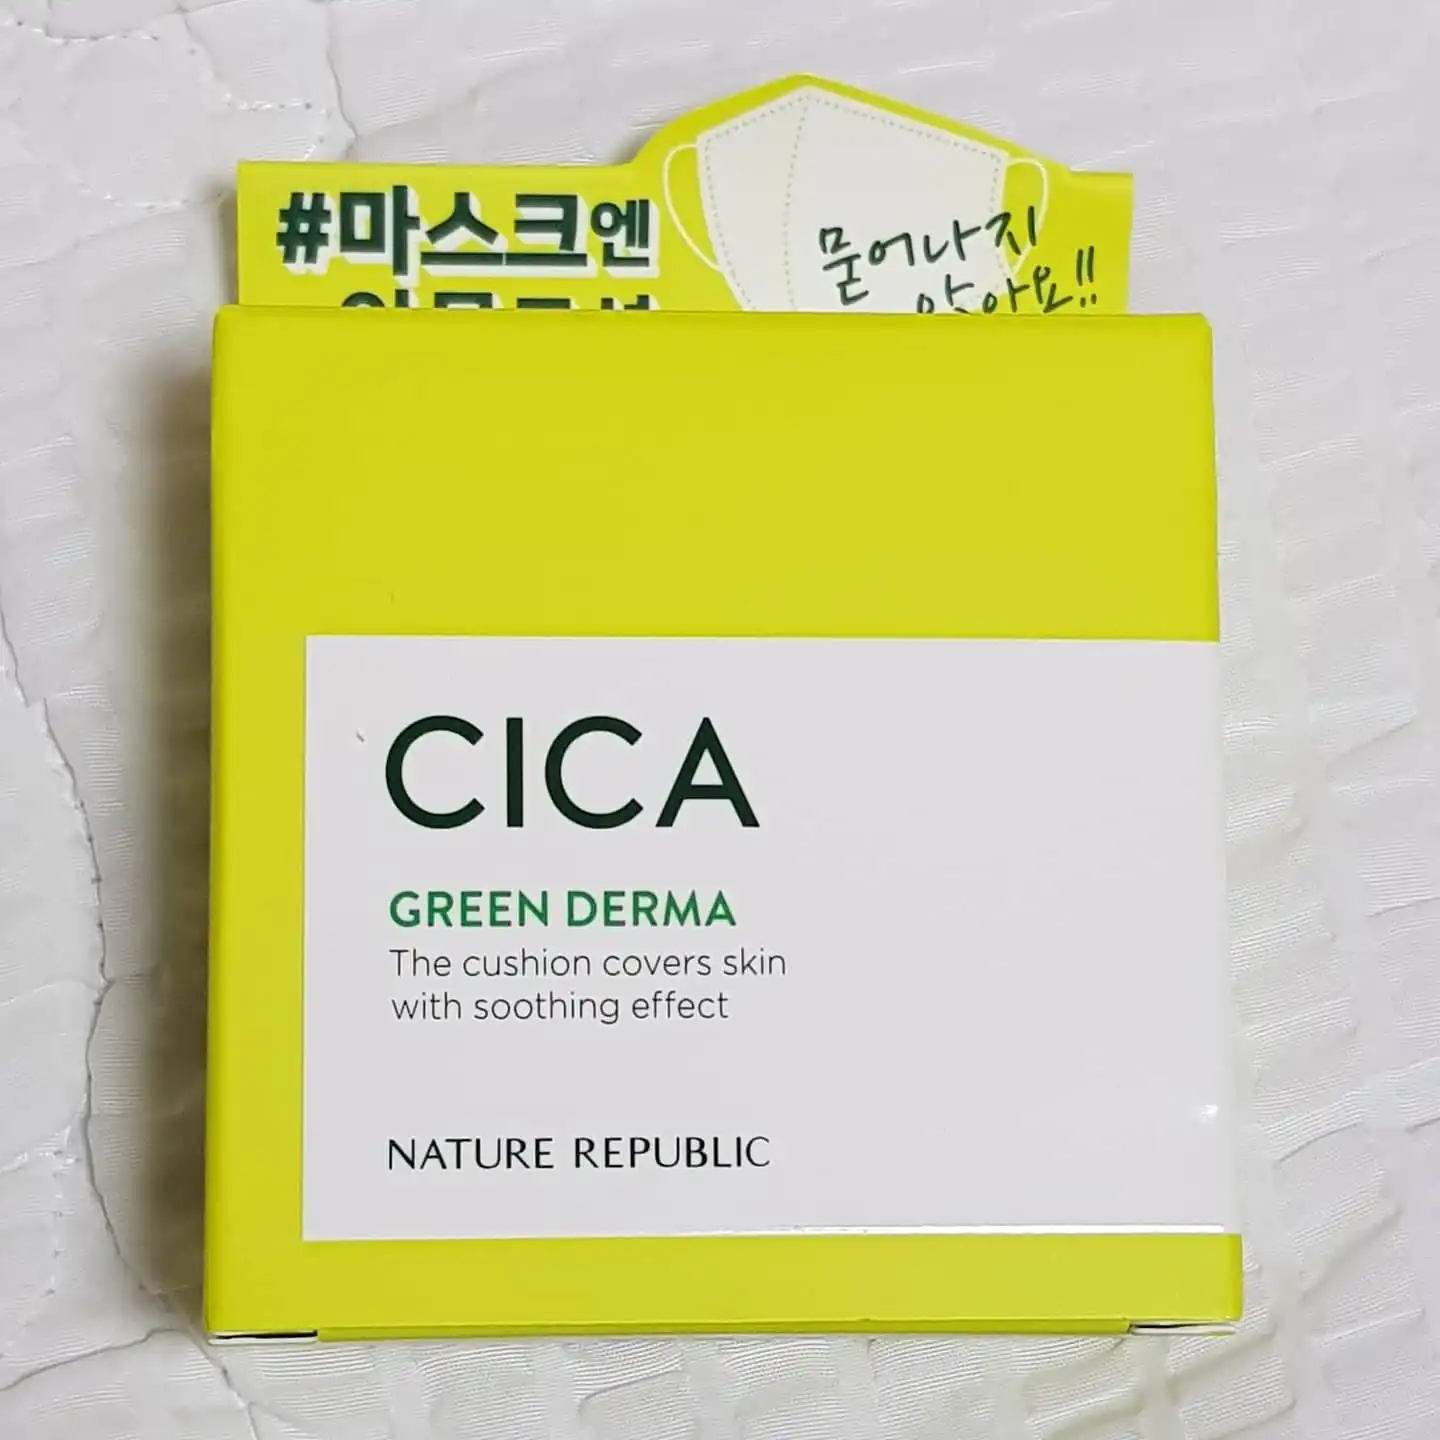 #마스크엔
묻어나지
않아요!!
CICA
GREEN DERMA
The cushion covers skin
with soothing effect
NATURE REPUBLIC